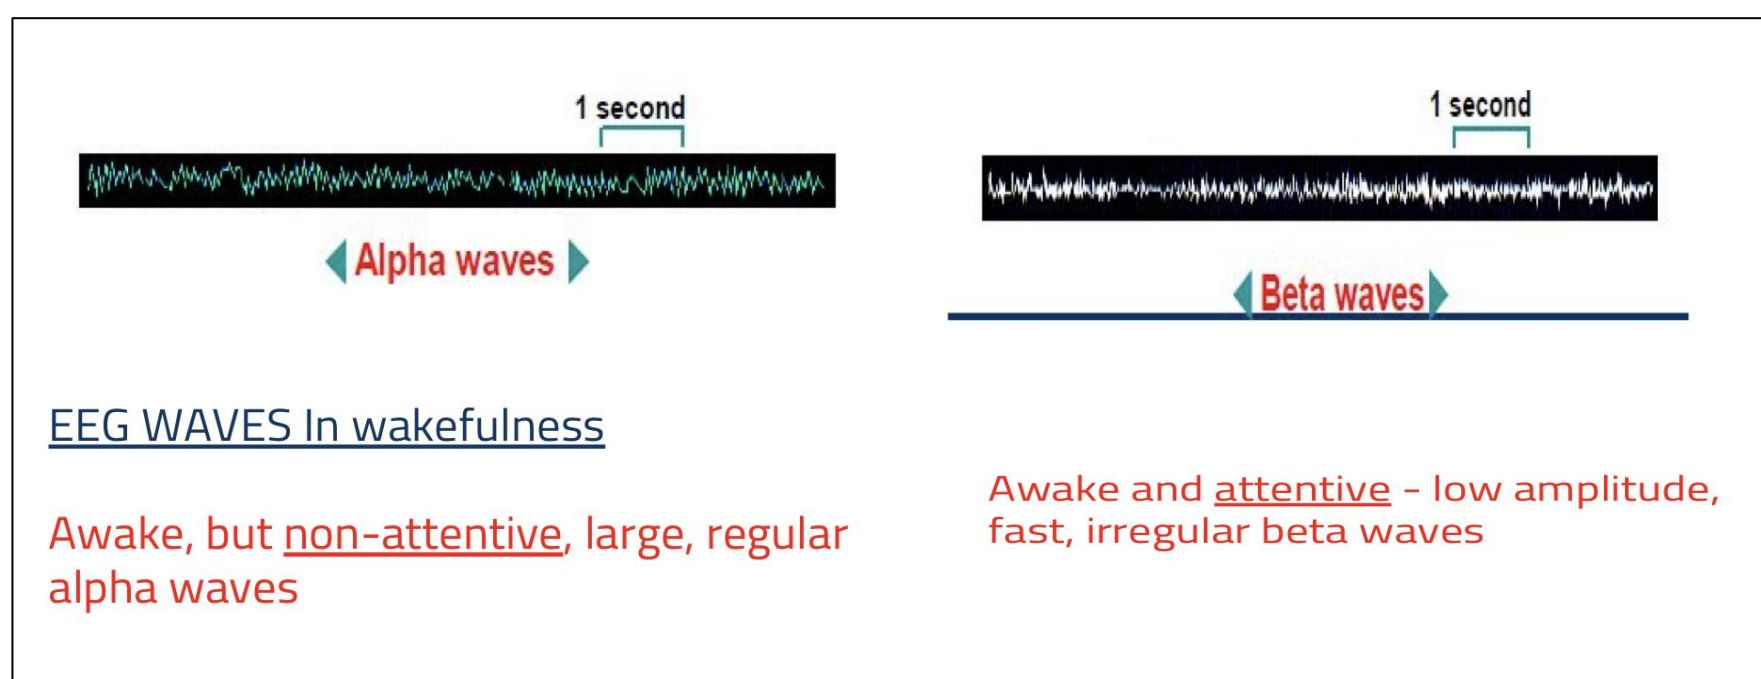 1 second
Alpha waves
1 second
Beta waves
EEG WAVES In wakefulness
Awake, but non-attentive, large, regular
alpha waves
Awake and attentive - low amplitude,
fast, irregular beta waves